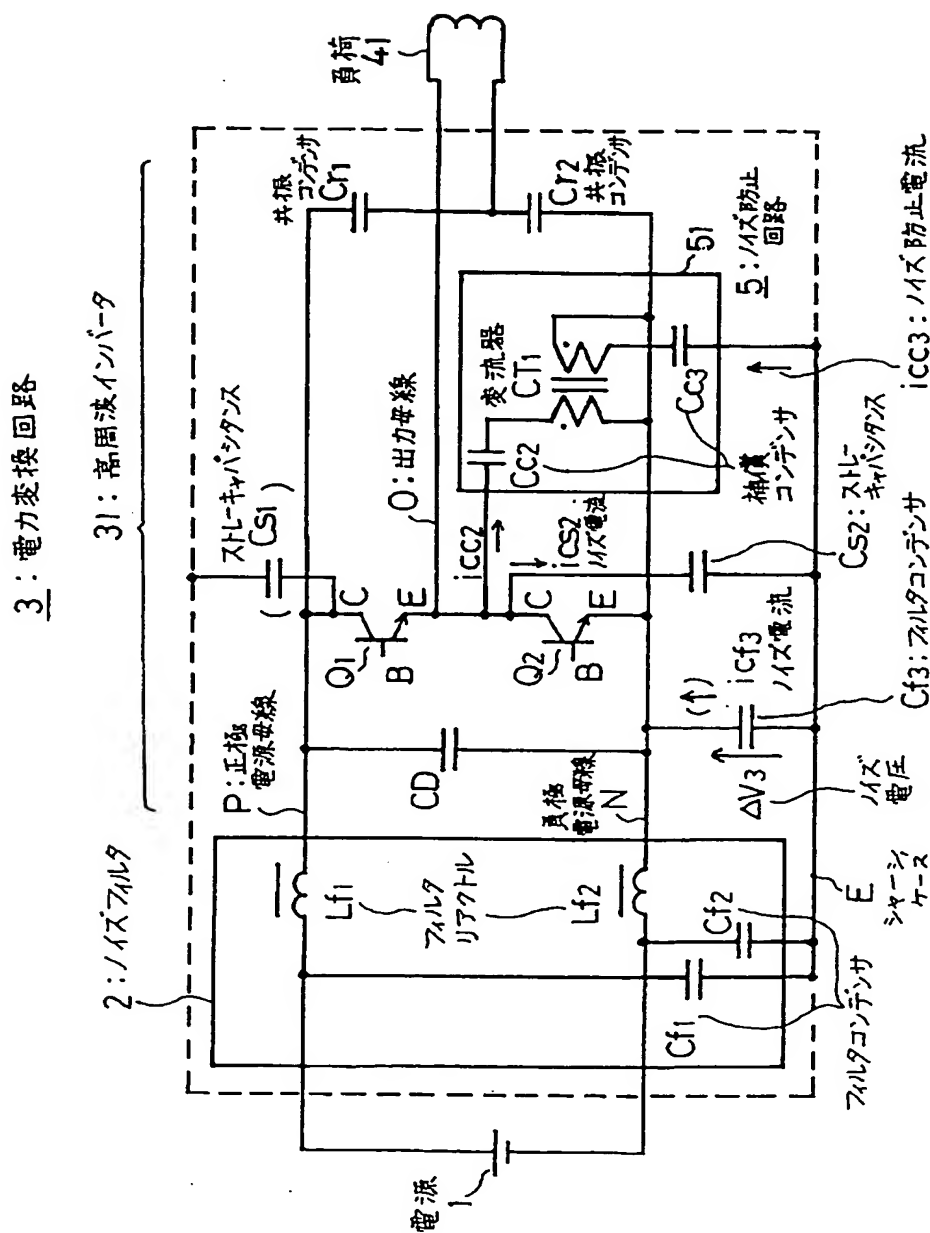 3:電力変換回路
2:ノイズフィルタ
31:高周波インバータ
P:正極
電源母線
ストレーキャパシタンス
(Cs1)
共振
コンデンサ
Cr1
負荷
41
Lf1
フィルタ
リアクトル
Lf2
CD
Q1
C
B
E
O:出力母線
icc2
Q2
C
B
E
変流器
CT1
Cc2
Cc3
補償
コンデンサ
51
5:ノイズ防止
回路
Cr2
共振
コンデンサ
電源
1
負極
電源母線
N
ics2
ノイズ電流
(↑)
icf3
ノイズ電流
ΔV3
ノイズ
電圧
Cf1
Cf2
フィルタコンデンサ
E
シャーシ
ケース
Cf3:フィルタコンデンサ
Cs2:ストレー
キャパシタンス
icc3:ノイズ防止電流